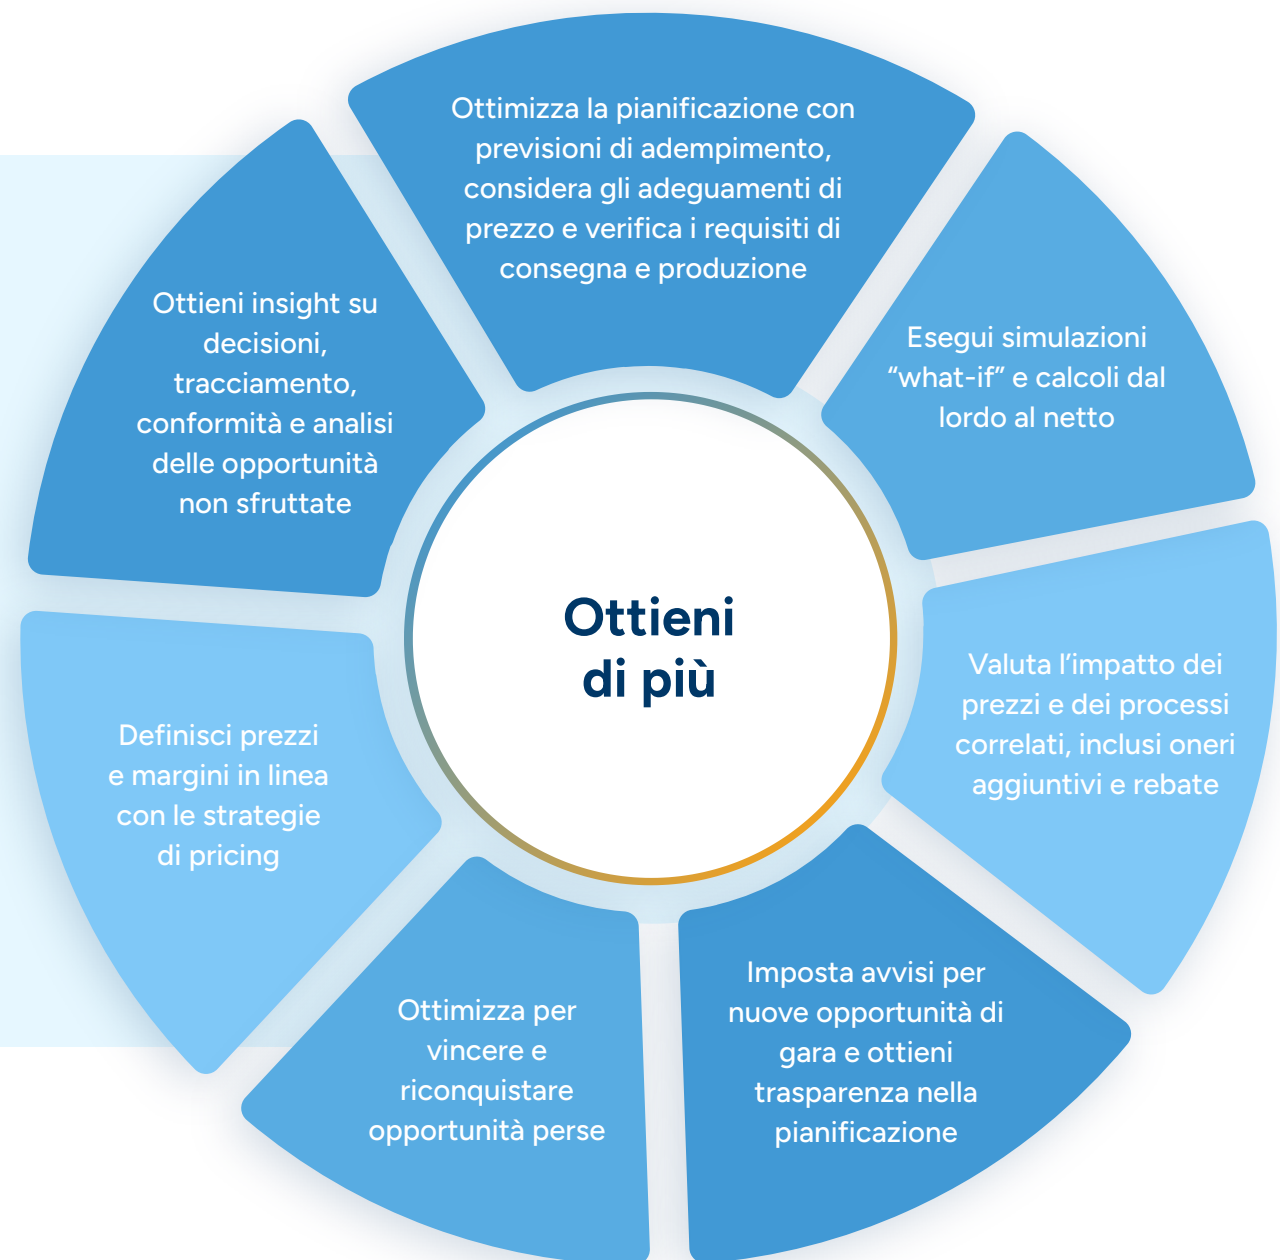 Ottimizza la pianificazione con
previsioni di adempimento,
considera gli adeguamenti di
prezzo e verifica i requisiti di
consegna e produzione
Esegui simulazioni
“what-if” e calcoli dal
lordo al netto
Valuta l’impatto dei
prezzi e dei processi
correlati, inclusi oneri
aggiuntivi e rebate
Imposta avvisi per
nuove opportunità di
gara e ottieni
trasparenza nella
pianificazione
Ottimizza per
vincere e
riconquistare
opportunità perse
Definisci prezzi
e margini in linea
con le strategie
di pricing
Ottieni insight su
decisioni,
tracciamento,
conformità e analisi
delle opportunità
non sfruttate
Ottieni
di più